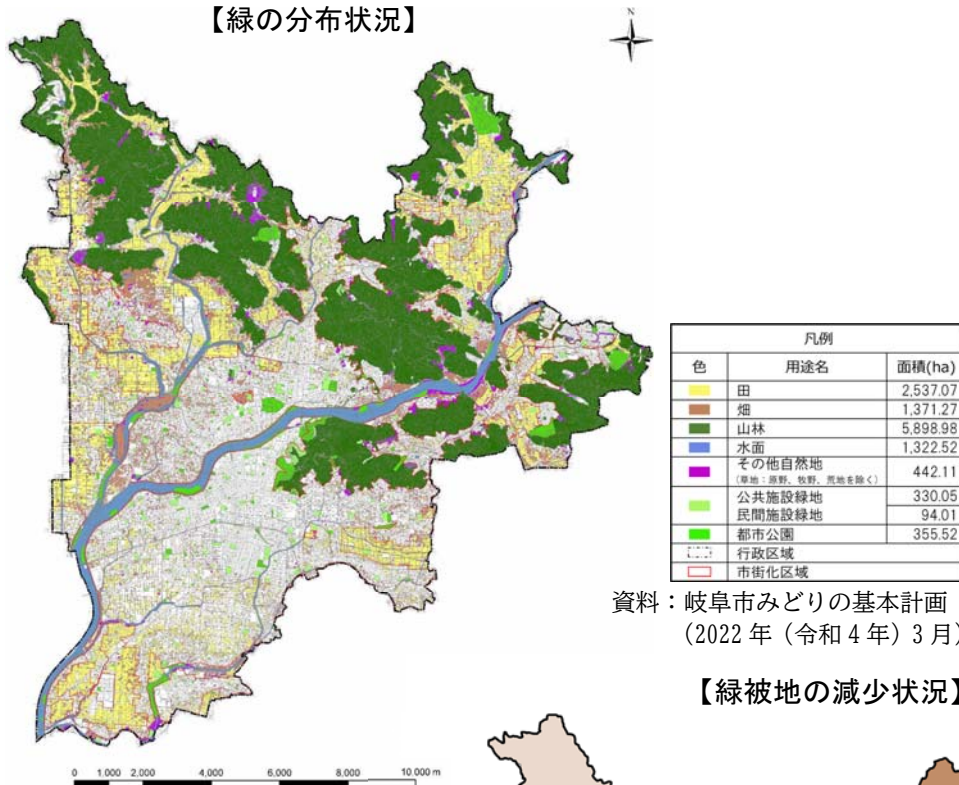 【緑の分布状況】
N
凡例
色 用途名 面積(ha)
田 2,537.07
畑 1,371.27
山林 5,898.98
水面 1,322.52
その他自然地 442.11
(草地：原野、牧野、荒地を除く)
公共施設緑地 330.05
民間施設緑地 94.01
都市公園 355.52
行政区域
市街化区域
資料：岐阜市みどりの基本計画
（2022 年（令和 4 年）3 月）
【緑被地の減少状況】
0 1,000 2,000 4,000 6,000 8,000 10,000 m